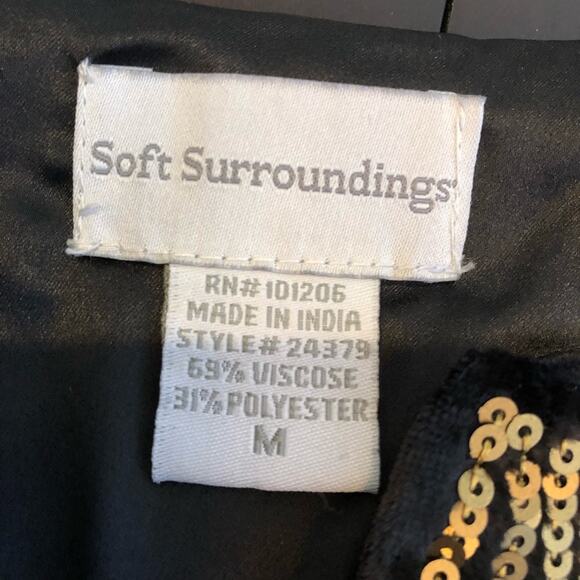 Soft Surroundings
RN# 101206
MADE IN INDIA
STYLE# 24379
69% VISCOSE
31% POLYESTER
M